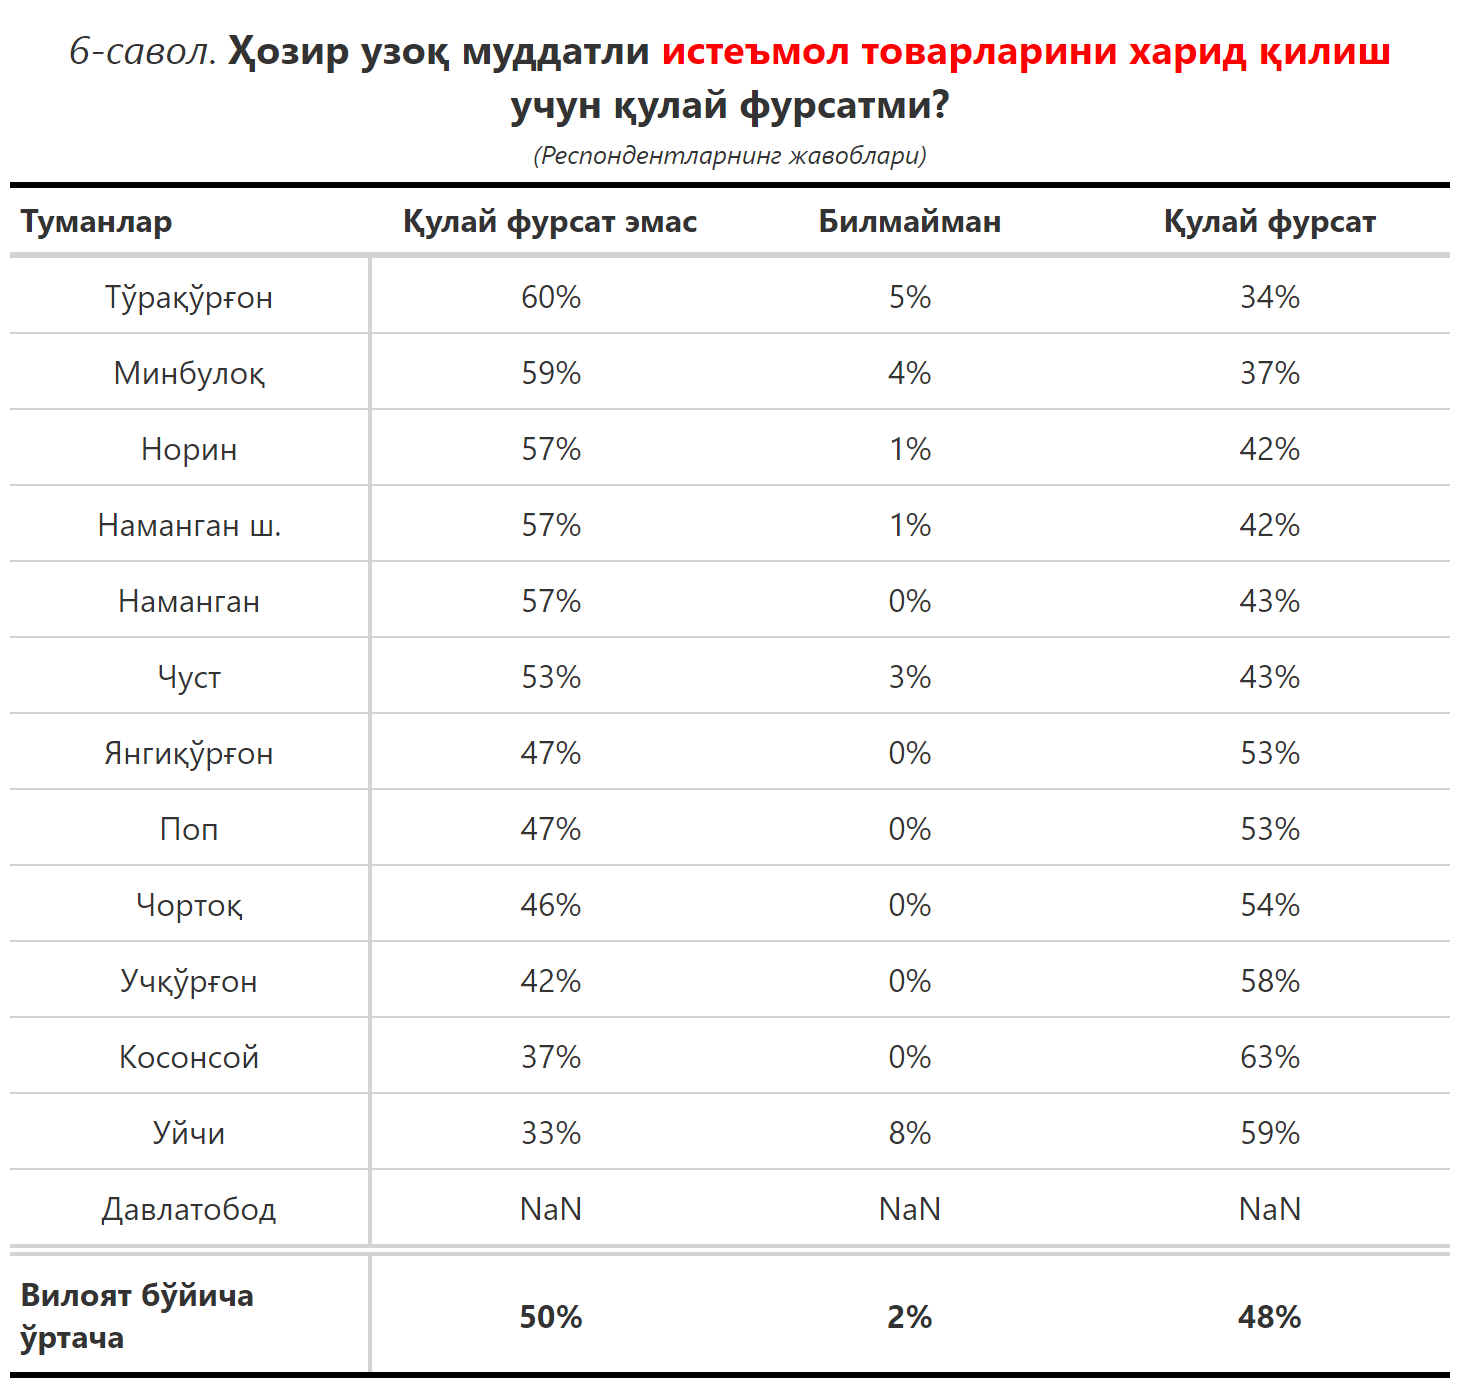 6-савол. Ҳозир узоқ муддатли истеъмол товарларини харид қилиш
учун қулай фурсатми?
(Респондентларнинг жавоблари)
Туманлар Қулай фурсат эмас Билмайман Қулай фурсат
Тўрақўрғон 60% 5% 34%
Минбулоқ 59% 4% 37%
Норин 57% 1% 42%
Наманган ш. 57% 1% 42%
Наманган 57% 0% 43%
Чуст 53% 3% 43%
Янгиқўрғон 47% 0% 53%
Поп 47% 0% 53%
Чортоқ 46% 0% 54%
Учқўрғон 42% 0% 58%
Косонсой 37% 0% 63%
Уйчи 33% 8% 59%
Давлатобод NaN NaN NaN
Вилоят бўйича
ўртача 50% 2% 48%